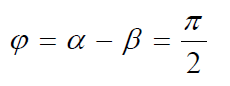 φ = α − β = π/2